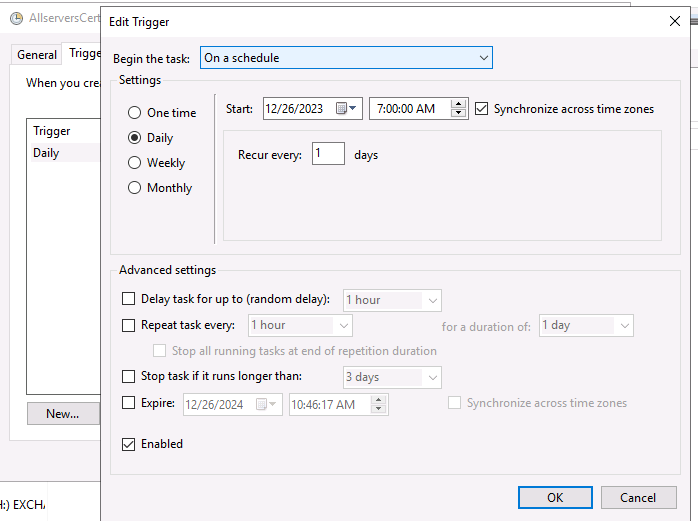 AllserversCert
Edit Trigger
General
Trigge
Begin the task:
On a schedule
When you crea
Settings
One time
Start:
12/26/2023
7:00:00 AM
Synchronize across time zones
Trigger
Daily
Daily
Recur every:
1
days
Weekly
Monthly
Advanced settings
Delay task for up to (random delay):
1 hour
Repeat task every:
1 hour
for a duration of:
1 day
Stop all running tasks at end of repetition duration
Stop task if it runs longer than:
3 days
Expire:
12/26/2024
10:46:17 AM
Synchronize across time zones
New...
Enabled
OK
Cancel
H:) EXCHA